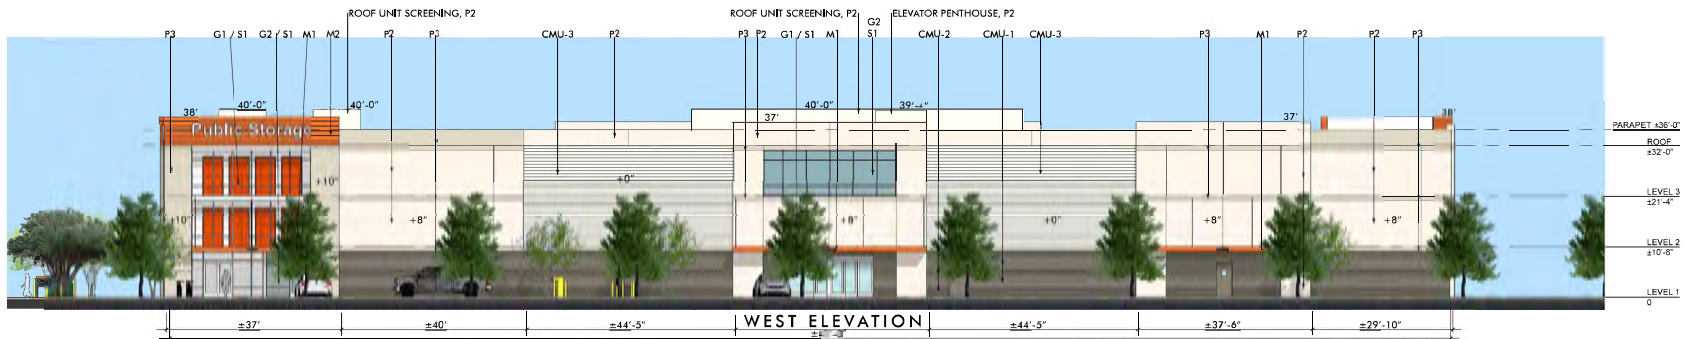 ROOF UNIT SCREENING, P2
ROOF UNIT SCREENING, P2
ELEVATOR PENTHOUSE, P2
P3
G1 / S1
G2 / S1
M1
M2
P2
P3
CMU-3
P2
P3
P2
G1 / S1
M1
G2
S1
CMU-2
CMU-1
CMU-3
P3
M1
P2
P2
P3
38'
40'-0"
40'-0"
37'
40'-0"
39'-4"
37'
38'
Public Storage
PARAPET ±36'-0"
ROOF
±32'-0"
+10"
+0"
LEVEL 3
±21'-4"
+10"
+8"
+8"
+0"
+8"
+8"
LEVEL 2
±10'-8"
LEVEL 1
0
±37'
±40'
±44'-5"
WEST ELEVATION
±44'-5"
±37'-6"
±29'-10"